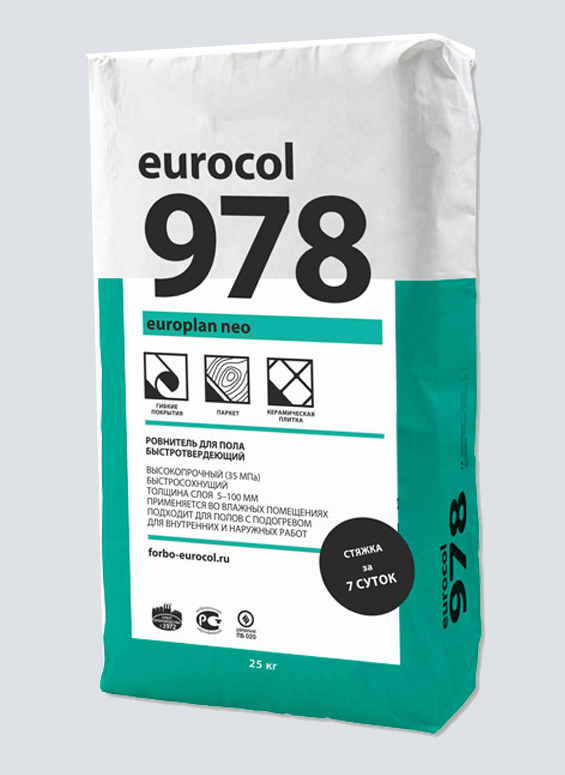 eurocol
978
europlan neo
ГИБКИЕ
ПОКРЫТИЯ
ПАРКЕТ
КЕРАМИЧЕСКАЯ
ПЛИТКА
РОВНИТЕЛЬ ДЛЯ ПОЛА
БЫСТРОТВЕРДЕЮЩИЙ
ВЫСОКОПРОЧНЫЙ (35 МПа)
БЫСТРОСОХНУЩИЙ
ТОЛЩИНА СЛОЯ 5–100 ММ
ПРИМЕНЯЕТСЯ ВО ВЛАЖНЫХ ПОМЕЩЕНИЯХ
ПОДХОДИТ ДЛЯ ПОЛОВ С ПОДОГРЕВОМ
ДЛЯ ВНУТРЕННИХ И НАРУЖНЫХ РАБОТ
forbo-eurocol.ru
СТЯЖКА
за
7 СУТОК
ПБ 020
25 кг
eurocol
978